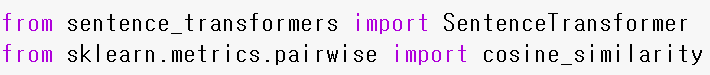 from sentence_transformers import SentenceTransformer
from sklearn.metrics.pairwise import cosine_similarity